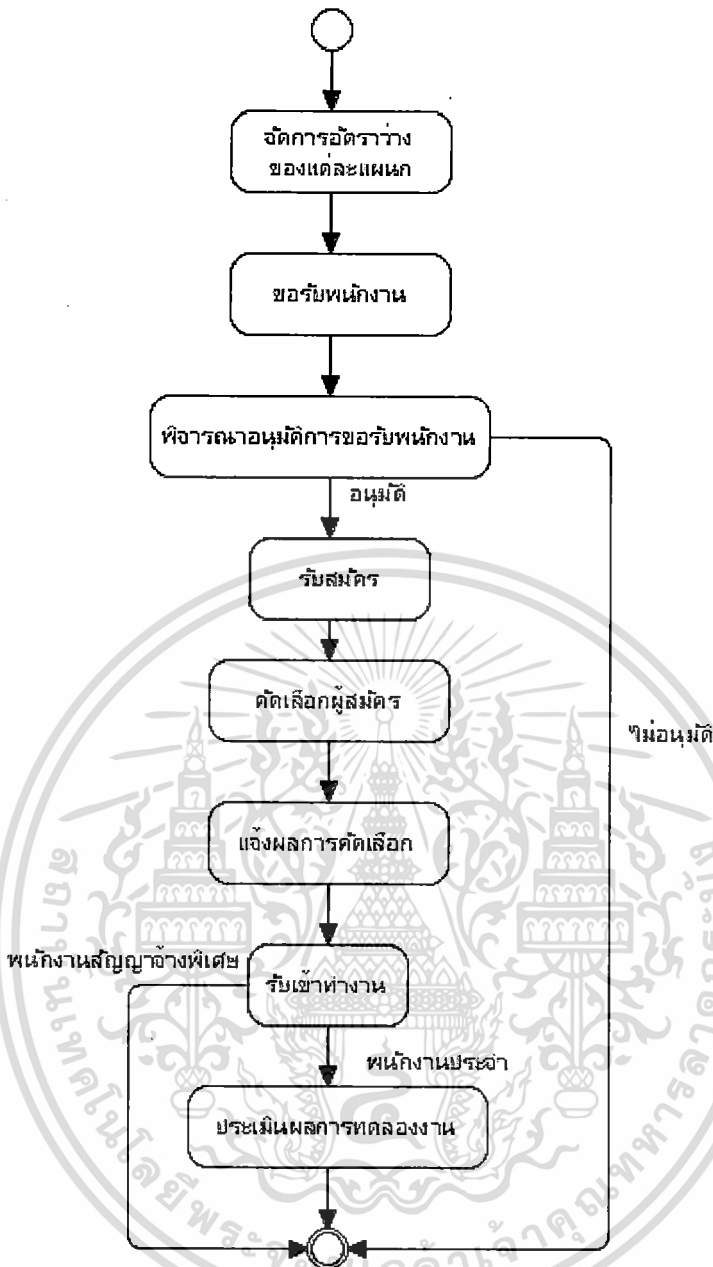 จัดการอัตราว่าง
ของแต่ละแผนก
ขอรับพนักงาน
พิจารณาอนุมัติการขอรับพนักงาน
อนุมัติ
รับสมัคร
คัดเลือกผู้สมัคร
ไม่อนุมัติ
แจ้งผลการคัดเลือก
พนักงานสัญญาจ้างพิเศษ
รับเข้าทำงาน
พนักงานประจำ
ประเมินผลการทดลองงาน